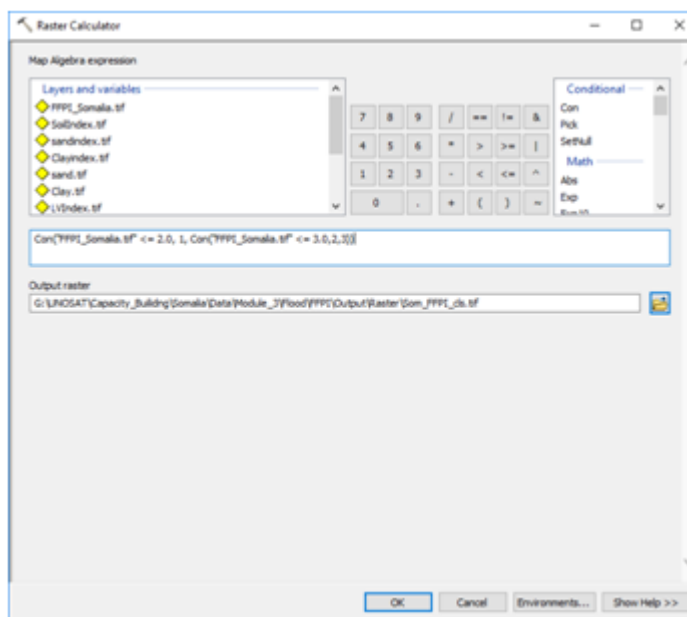 Raster Calculator
Map Algebra expression
Layers and variables
FFPI_Somalia.tif
SoilIndex.tif
sandindex.tif
Clayindex.tif
sand.tif
Clay.tif
LVIndex.tif
7 8 9 / == != &
4 5 6 * > >= |
1 2 3 - < <= ^
0 . + ( ) ~
Conditional
Con
Pick
SetNull
Math
Abs
Exp
Exp10
Con("FFPI_Somalia.tif" <= 2.0, 1, Con("FFPI_Somalia.tif" <= 3.0,2,3))
Output raster
G:\UNOSAT\Capacity_Buildng\Somalia\Data\Module_3\Flood\FFPI\Output\Raster\Som_FFPI_cls.tif
OK Cancel Environments... Show Help >>